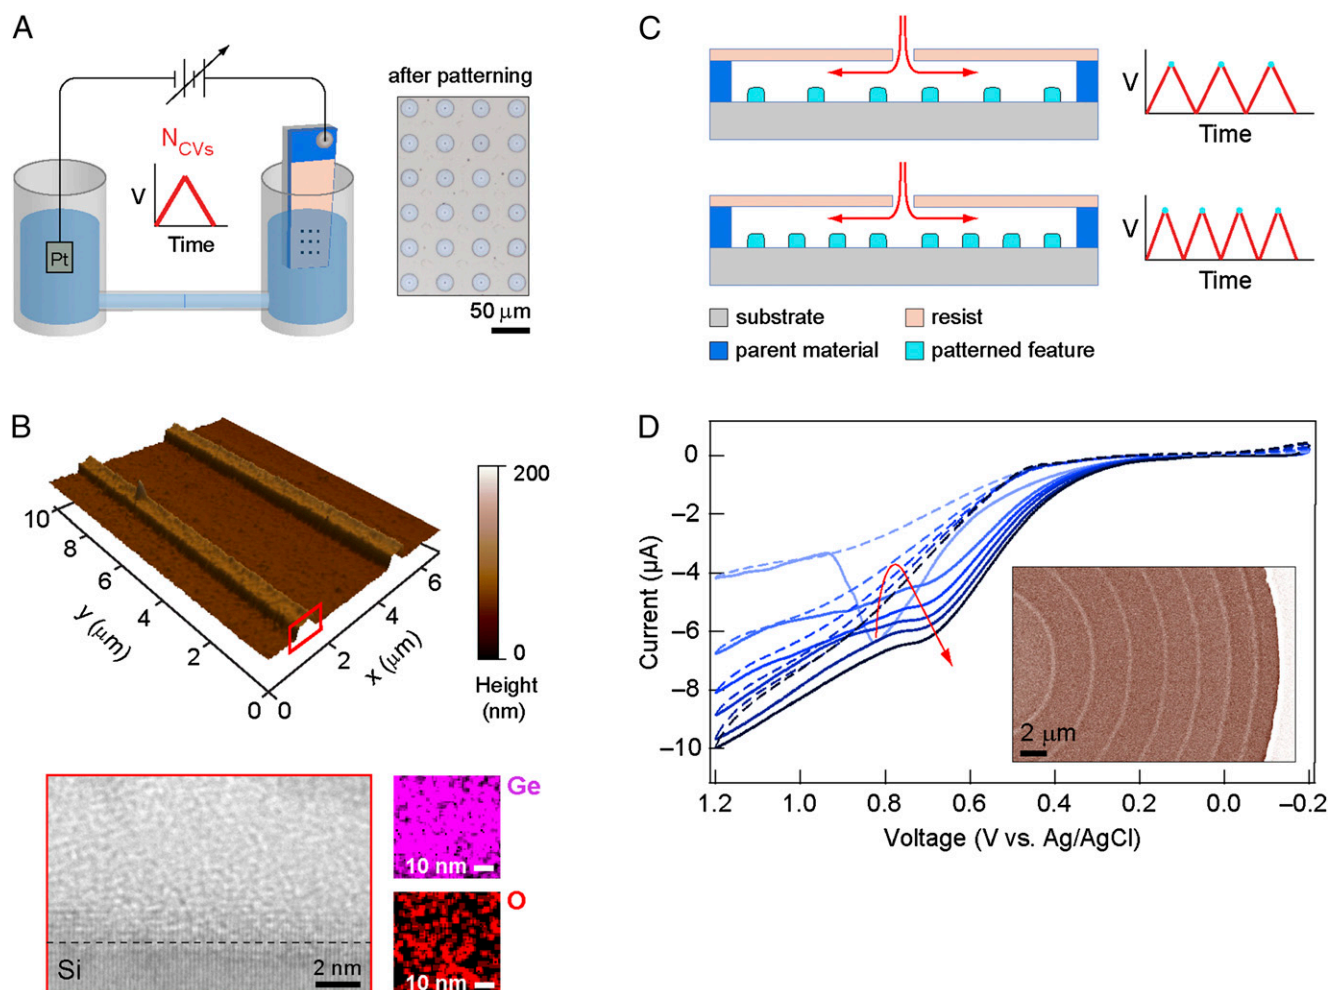 A
after patterning
N_CVs
V
Time
Pt
50 μm
C
V
Time
V
Time
substrate
resist
parent material
patterned feature
B
200
0
Height
(nm)
10
8
6
4
2
0
y (μm)
0
2
4
6
x (μm)
Si
2 nm
Ge
10 nm
O
10 nm
D
0
–2
–4
–6
–8
–10
Current (μA)
2 μm
1.2
1.0
0.8
0.6
0.4
0.2
0.0
–0.2
Voltage (V vs. Ag/AgCl)